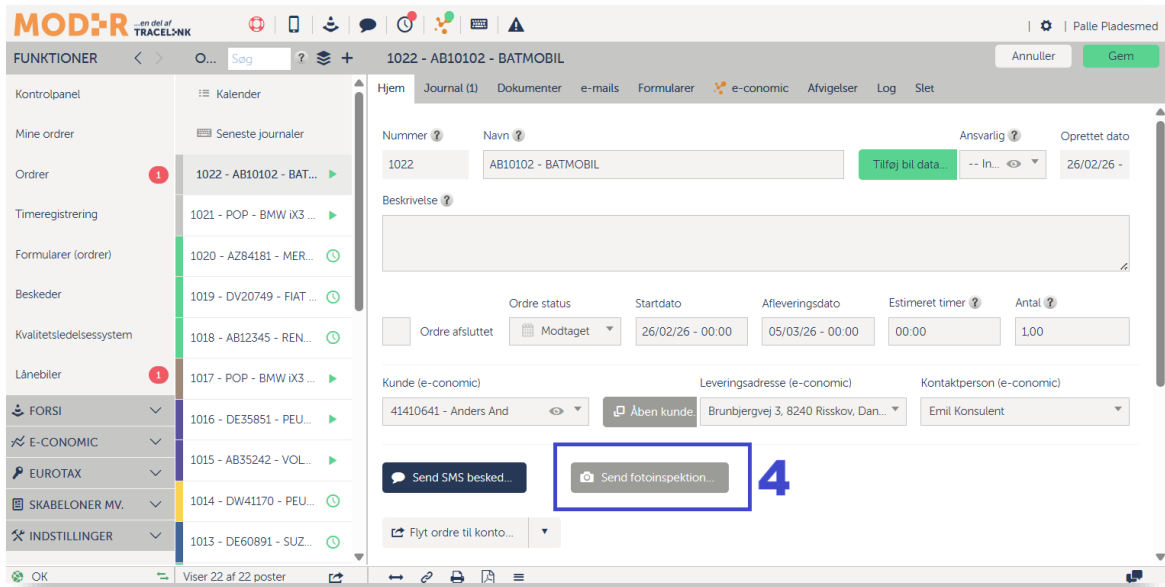 MOD:R ...en del af TRACELINK
Palle Pladesmed
FUNKTIONER
O... Søg ?
1022 - AB10102 - BATMOBIL
Annuller
Gem
Kontrolpanel
Mine ordrer
Ordrer 1
Timeregistrering
Formularer (ordrer)
Beskeder
Kvalitetsledelsessystem
Lånebiler 1
FORSI
E-CONOMIC
EUROTAX
SKABELONER MV.
INDSTILLINGER
OK
Kalender
Seneste journaler
1022 - AB10102 - BAT...
1021 - POP - BMW iX3 ...
1020 - AZ84181 - MER...
1019 - DV20749 - FIAT ...
1018 - AB12345 - REN...
1017 - POP - BMW iX3 ...
1016 - DE35851 - PEU...
1015 - AB35242 - VOL...
1014 - DW41170 - PEU...
1013 - DE60891 - SUZ...
Viser 22 af 22 poster
Hjem Journal (1) Dokumenter e-mails Formularer e-conomic Afvigelser Log Slet
Nummer ? Navn ? Ansvarlig ? Oprettet dato
1022 AB10102 - BATMOBIL Tilføj bil data... -- In... 26/02/26 -
Beskrivelse ?
Ordre status Startdato Afleveringsdato Estimeret timer ? Antal ?
Ordre afsluttet Modtaget 26/02/26 - 00:00 05/03/26 - 00:00 00:00 1,00
Kunde (e-conomic) Leveringsadresse (e-conomic) Kontaktperson (e-conomic)
41410641 - Anders And Åben kunde. Brunbjergvej 3, 8240 Risskov, Dan... Emil Konsulent
Send SMS besked... Send fotoinspektion... 4
Flyt ordre til konto...